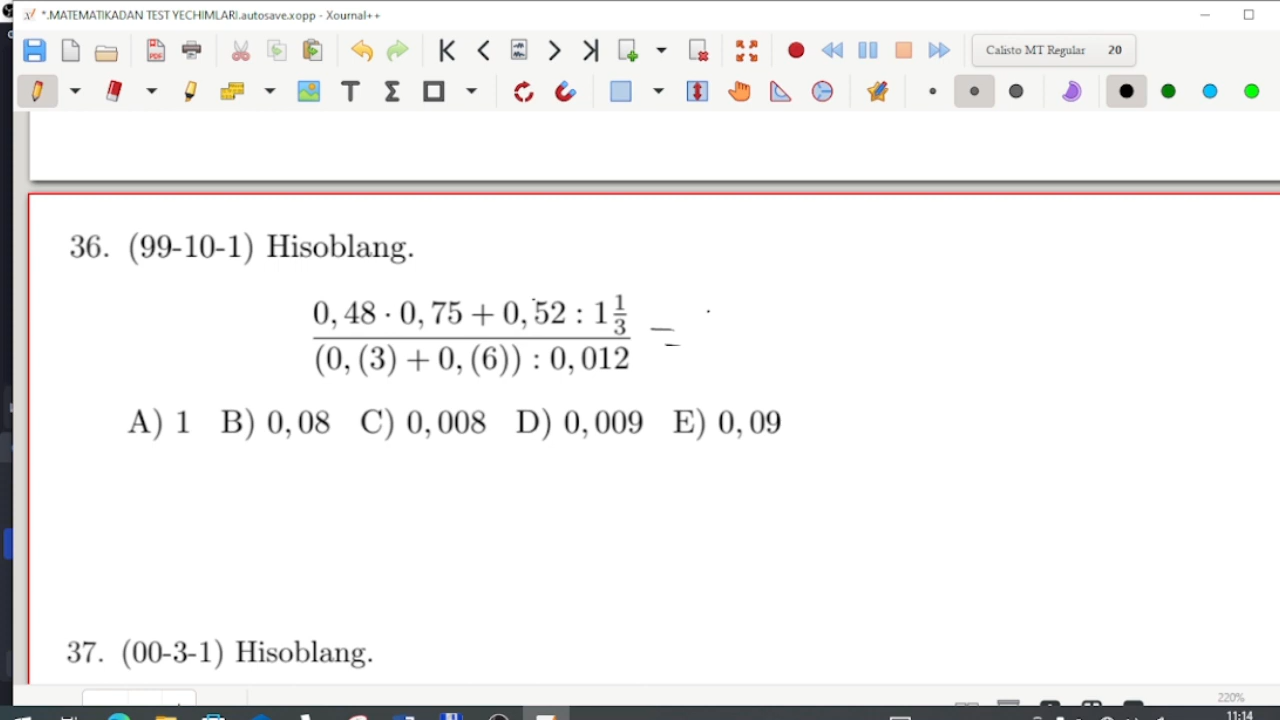 *.MATEMATIKADAN TEST YECHIMLARI.autosave.xopp - Xournal++
Calisto MT Regular 20
36. (99-10-1) Hisoblang.
0, 48 · 0, 75 + 0, 52 : 1 1/3
(0, (3) + 0, (6)) : 0, 012
=
A) 1 B) 0, 08 C) 0, 008 D) 0, 009 E) 0, 09
37. (00-3-1) Hisoblang.
220%
11:14